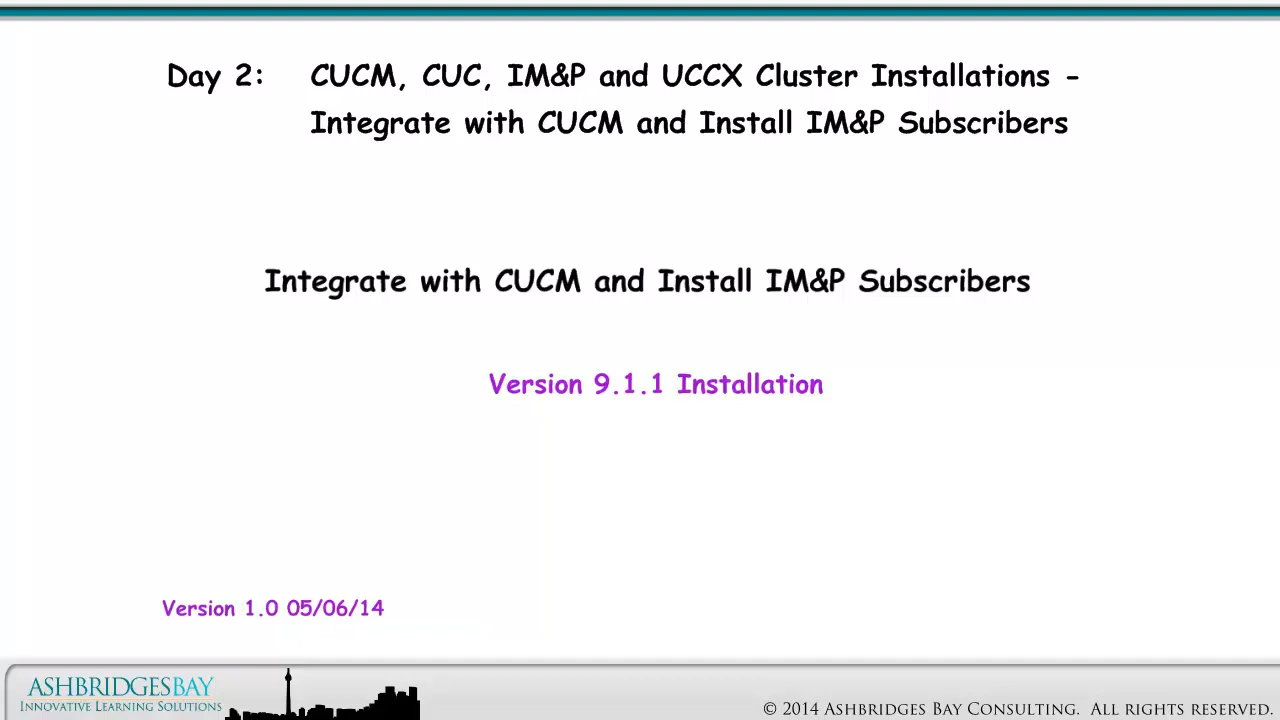 Day 2: CUCM, CUC, IM&P and UCCX Cluster Installations -
Integrate with CUCM and Install IM&P Subscribers
Integrate with CUCM and Install IM&P Subscribers
Version 9.1.1 Installation
Version 1.0 05/06/14
ASHBRIDGESBAY
INNOVATIVE LEARNING SOLUTIONS
© 2014 ASHBRIDGES BAY CONSULTING. ALL RIGHTS RESERVED.